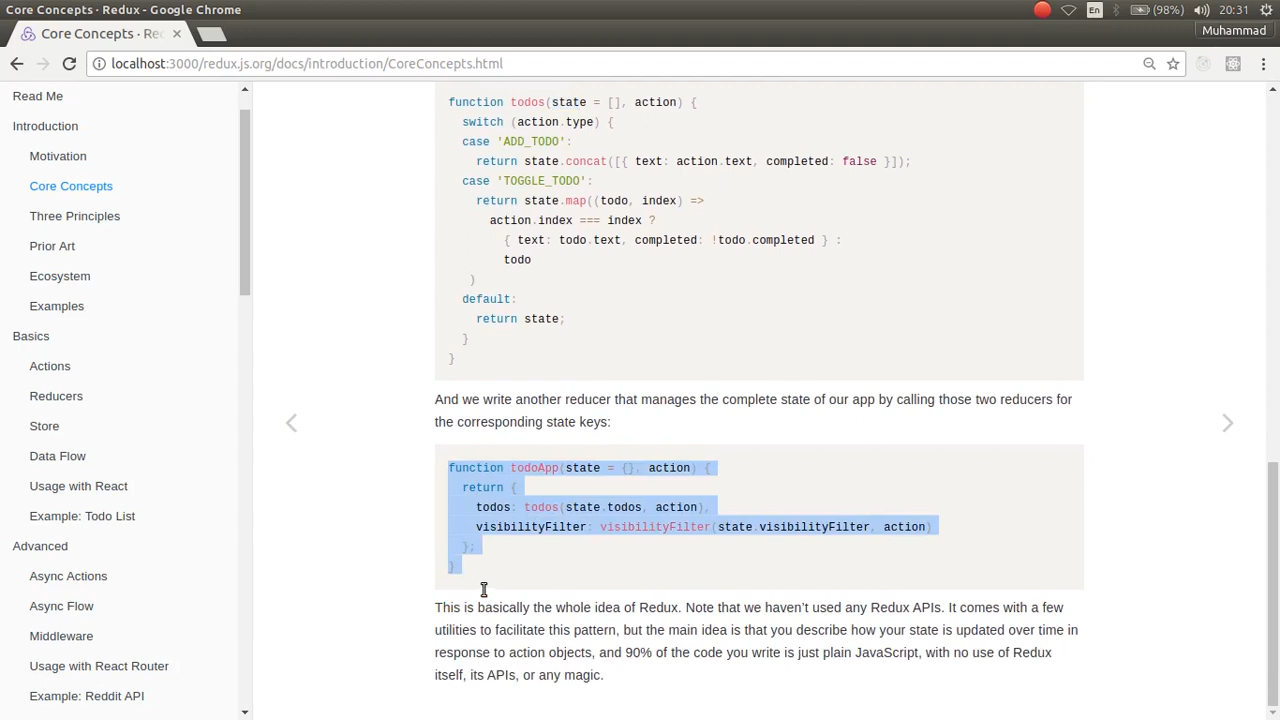 Core Concepts · Redux - Google Chrome
En
(98%)
20:31
Core Concepts · Red
Muhammad
localhost:3000/redux.js.org/docs/introduction/CoreConcepts.html
Read Me
Introduction
Motivation
Core Concepts
Three Principles
Prior Art
Ecosystem
Examples
Basics
Actions
Reducers
Store
Data Flow
Usage with React
Example: Todo List
Advanced
Async Actions
Async Flow
Middleware
Usage with React Router
Example: Reddit API
function todos(state = [], action) {
switch (action.type) {
case 'ADD_TODO':
return state.concat([{ text: action.text, completed: false }]);
case 'TOGGLE_TODO':
return state.map((todo, index) =>
action.index === index ?
{ text: todo.text, completed: !todo.completed } :
todo
)
default:
return state;
}
}
And we write another reducer that manages the complete state of our app by calling those two reducers for
the corresponding state keys:
function todoApp(state = {}, action) {
return {
todos: todos(state.todos, action),
visibilityFilter: visibilityFilter(state.visibilityFilter, action)
};
}
This is basically the whole idea of Redux. Note that we haven’t used any Redux APIs. It comes with a few
utilities to facilitate this pattern, but the main idea is that you describe how your state is updated over time in
response to action objects, and 90% of the code you write is just plain JavaScript, with no use of Redux
itself, its APIs, or any magic.